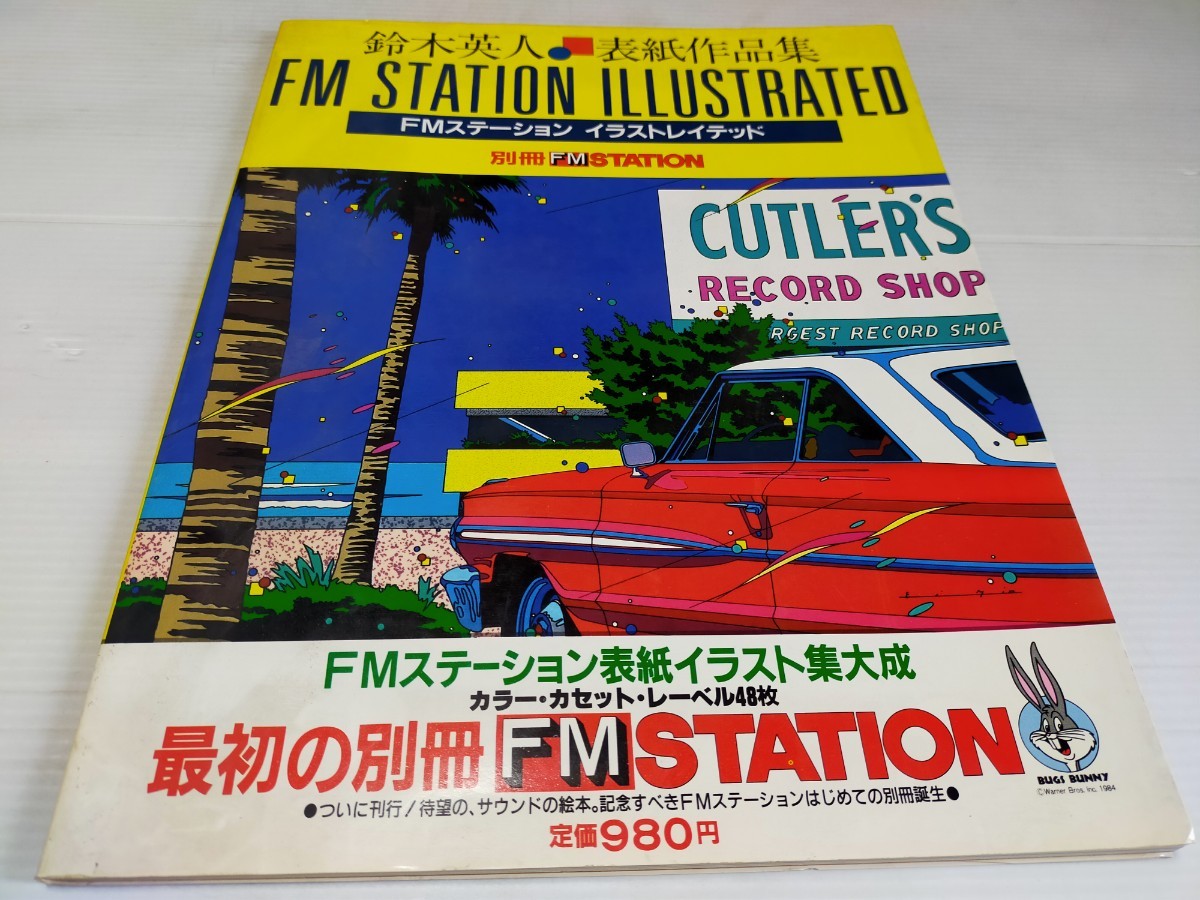 鈴木英人 表紙作品集
FM STATION ILLUSTRATED
FMステーション イラストレイテッド
別冊 FM STATION
CUTLER'S
RECORD SHOP
RGEST RECORD SHOP
FMステーション表紙イラスト集大成
カラー・カセット・レーベル48枚
最初の別冊 FM STATION
BUGS BUNNY
©Warner Bros. Inc. 1984
●ついに刊行!待望の、サウンドの絵本。記念すべきFMステーションはじめての別冊誕生●
定価980円